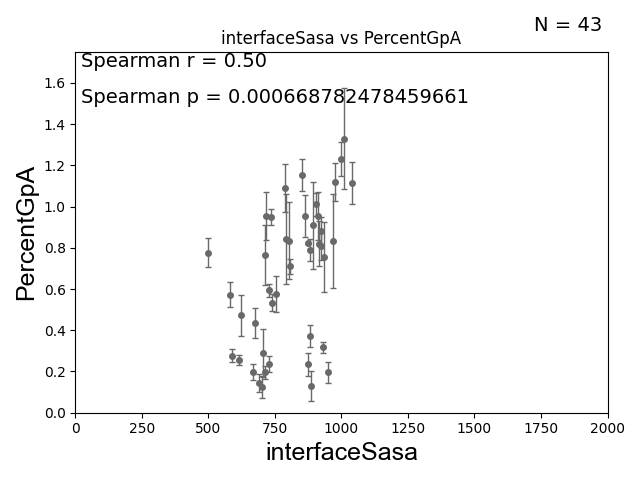 N = 43
interfaceSasa vs PercentGpA
Spearman r = 0.50
Spearman p = 0.000668782478459661
PercentGpA
1.6
1.4
1.2
1.0
0.8
0.6
0.4
0.2
0.0
0 250 500 750 1000 1250 1500 1750 2000
interfaceSasa